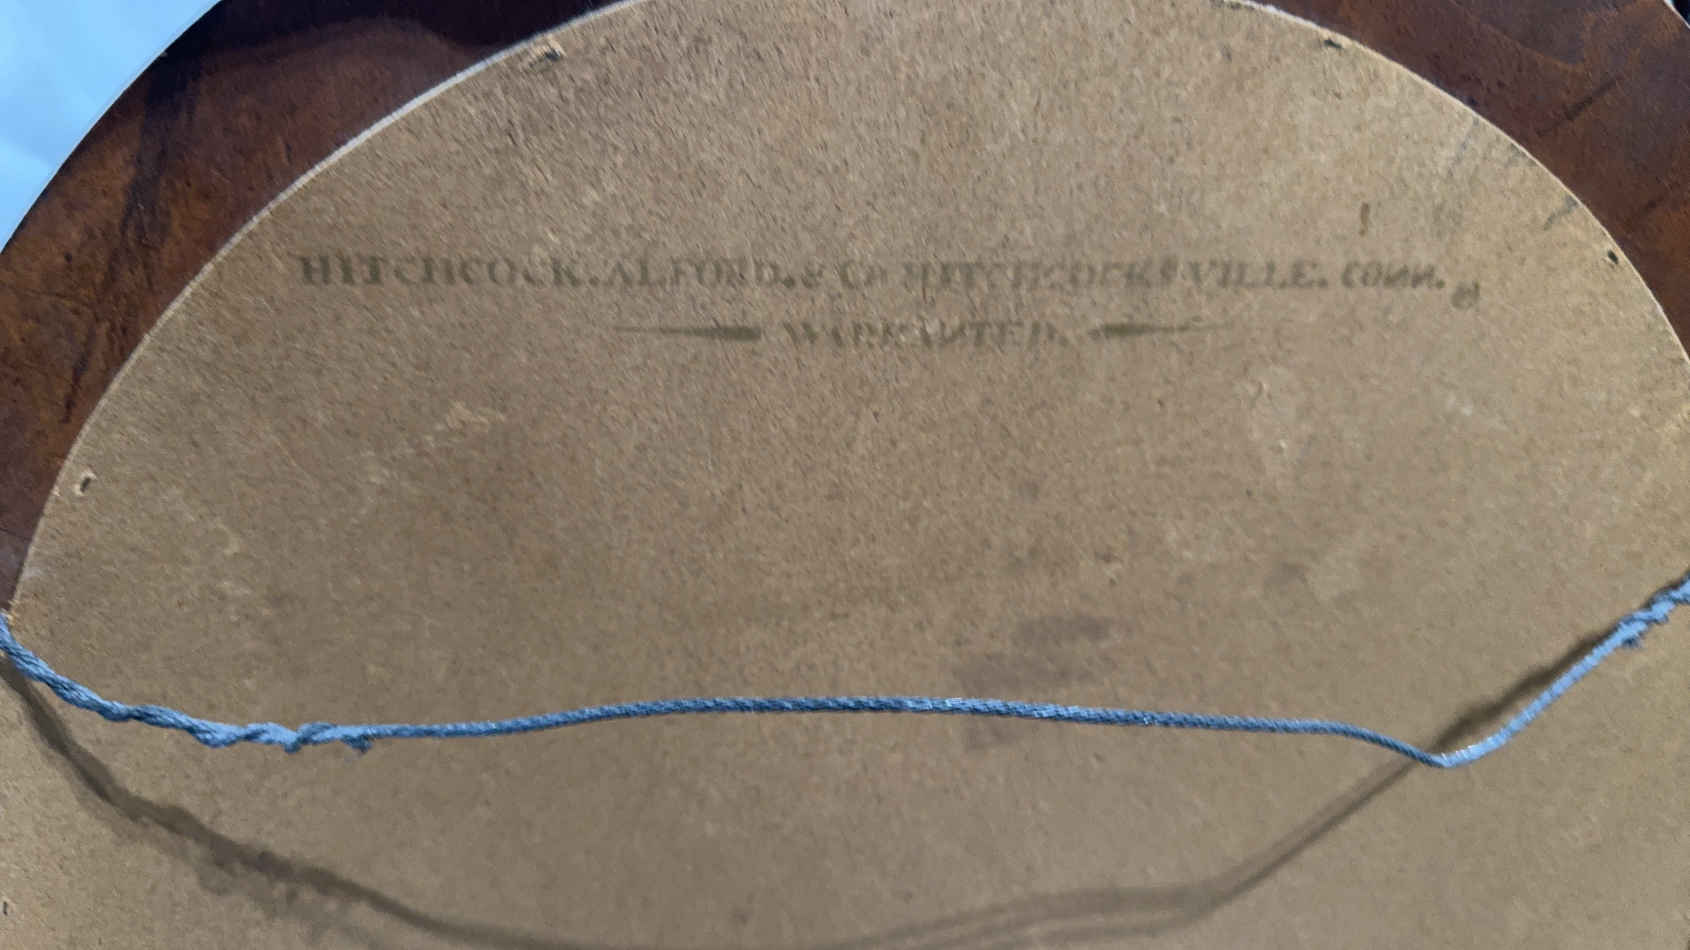 HITCHCOCK. ALFORD. & Co HITCHCOCKSVILLE. CONN. ®
WARRANTED.